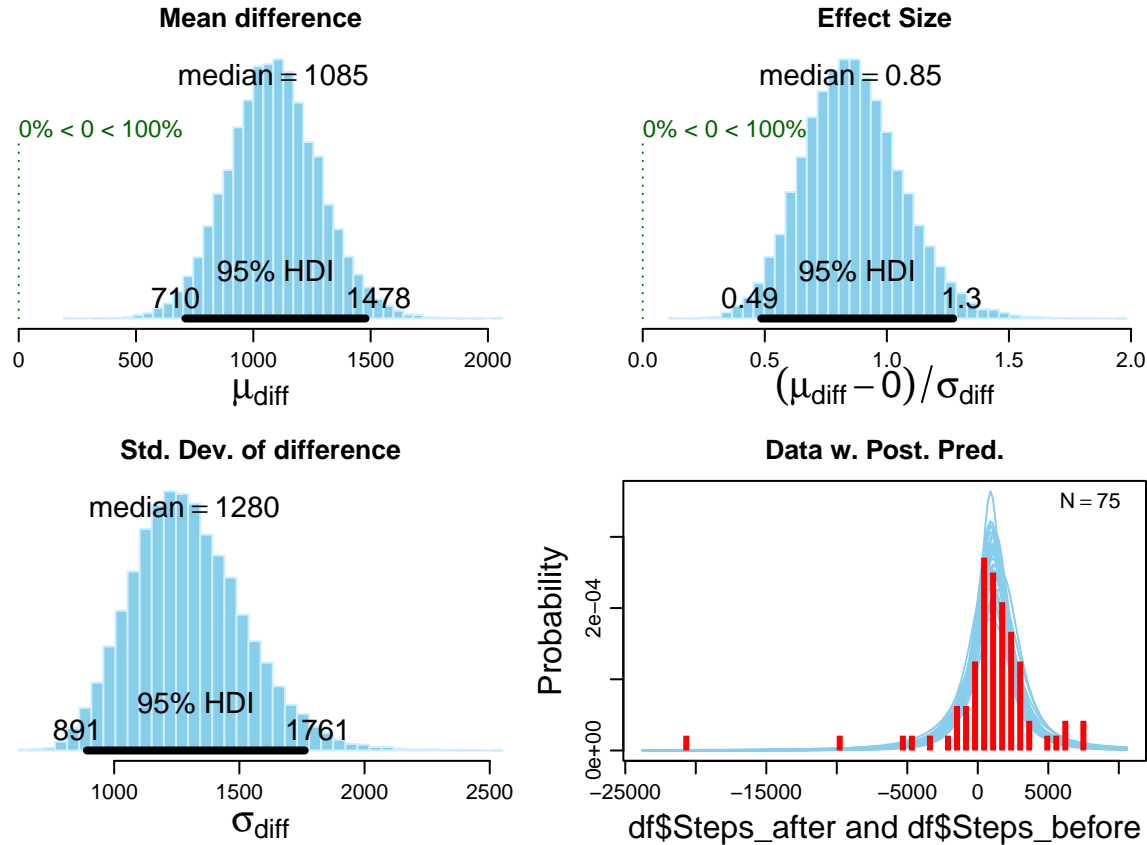 Mean difference
median = 1085
0% < 0 < 100%
95% HDI
710 1478
0 500 1000 1500 2000
μdiff
Effect Size
median = 0.85
0% < 0 < 100%
95% HDI
0.49 1.3
0.0 0.5 1.0 1.5 2.0
(μdiff − 0) / σdiff
Std. Dev. of difference
median = 1280
95% HDI
891 1761
1000 1500 2000 2500
σdiff
Data w. Post. Pred.
N = 75
Probability
0e+00 2e−04
−25000 −15000 −5000 0 5000
df$Steps_after and df$Steps_before